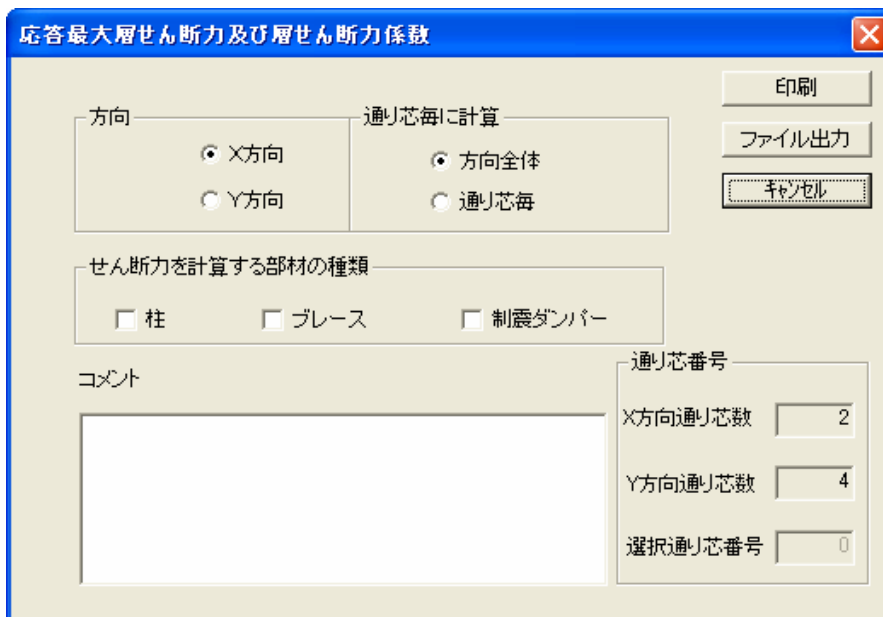 応答最大層せん断力及び層せん断力係数
印刷
ファイル出力
キャンセル
方向
X方向
Y方向
通り芯毎に計算
方向全体
通り芯毎
せん断力を計算する部材の種類
柱
ブレース
制震ダンパー
コメント
通り芯番号
X方向通り芯数 2
Y方向通り芯数 4
選択通り芯番号 0